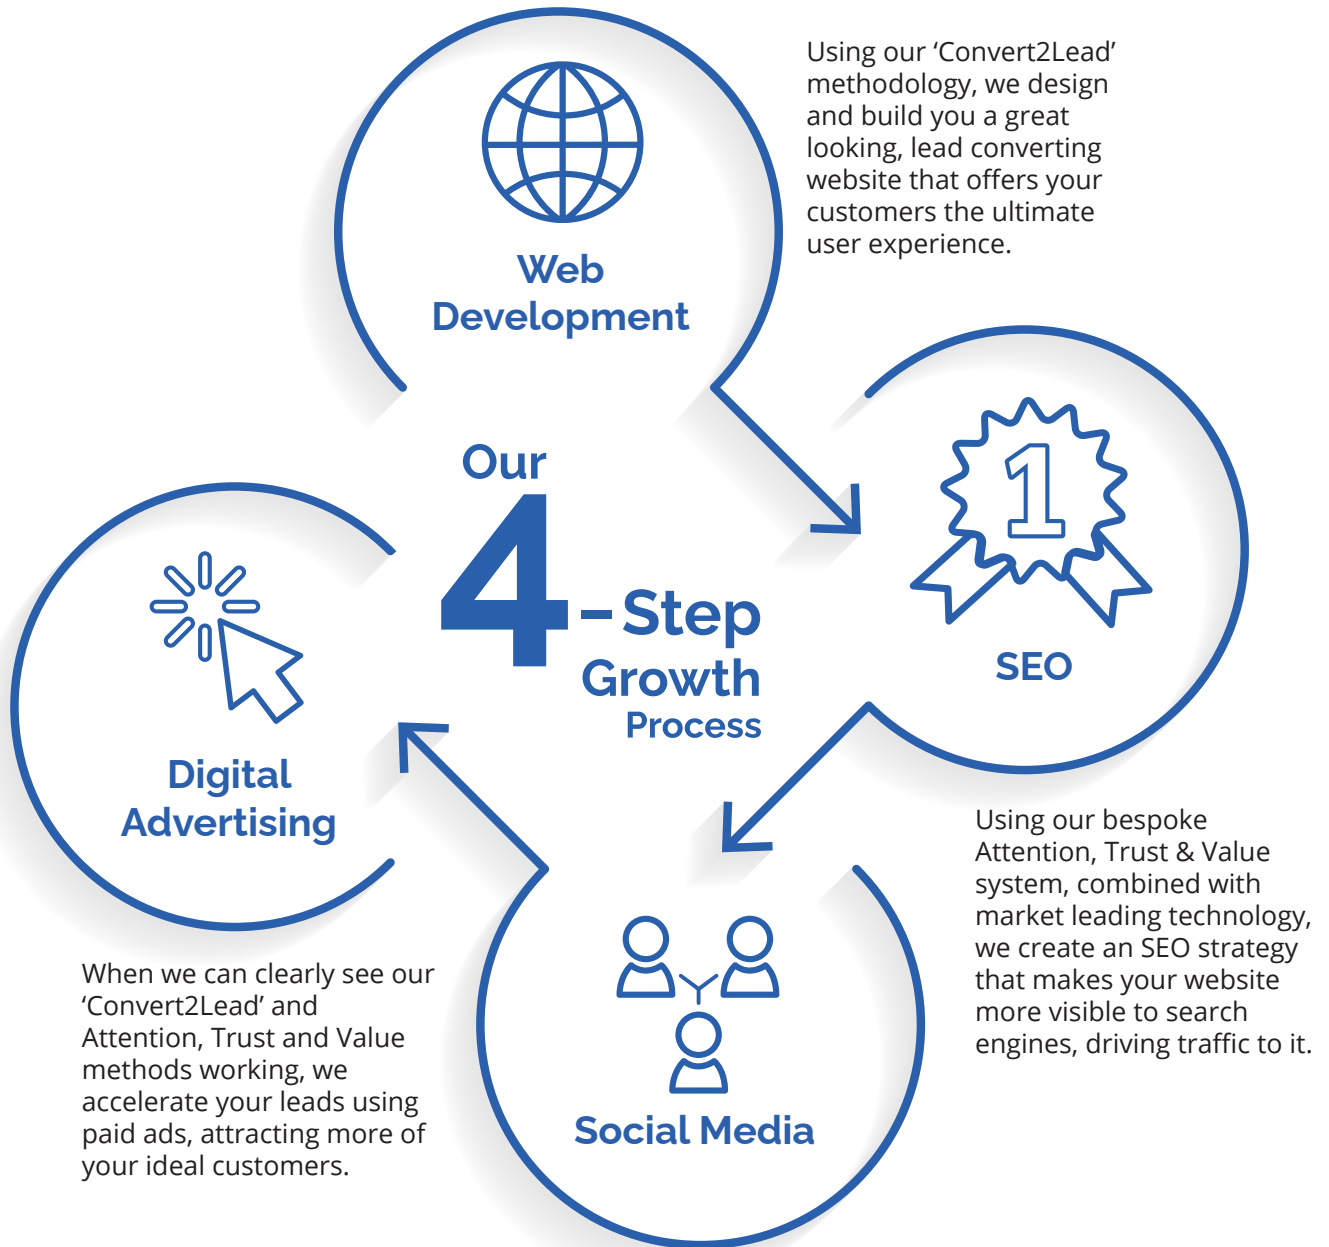 Using our ‘Convert2Lead’
methodology, we design
and build you a great
looking, lead converting
website that offers your
customers the ultimate
user experience.
Web
Development
Our
4-Step
Growth
Process
1
SEO
Digital
Advertising
Using our bespoke
Attention, Trust & Value
system, combined with
market leading technology,
we create an SEO strategy
that makes your website
more visible to search
engines, driving traffic to it.
When we can clearly see our
‘Convert2Lead’ and
Attention, Trust and Value
methods working, we
accelerate your leads using
paid ads, attracting more of
your ideal customers.
Social Media